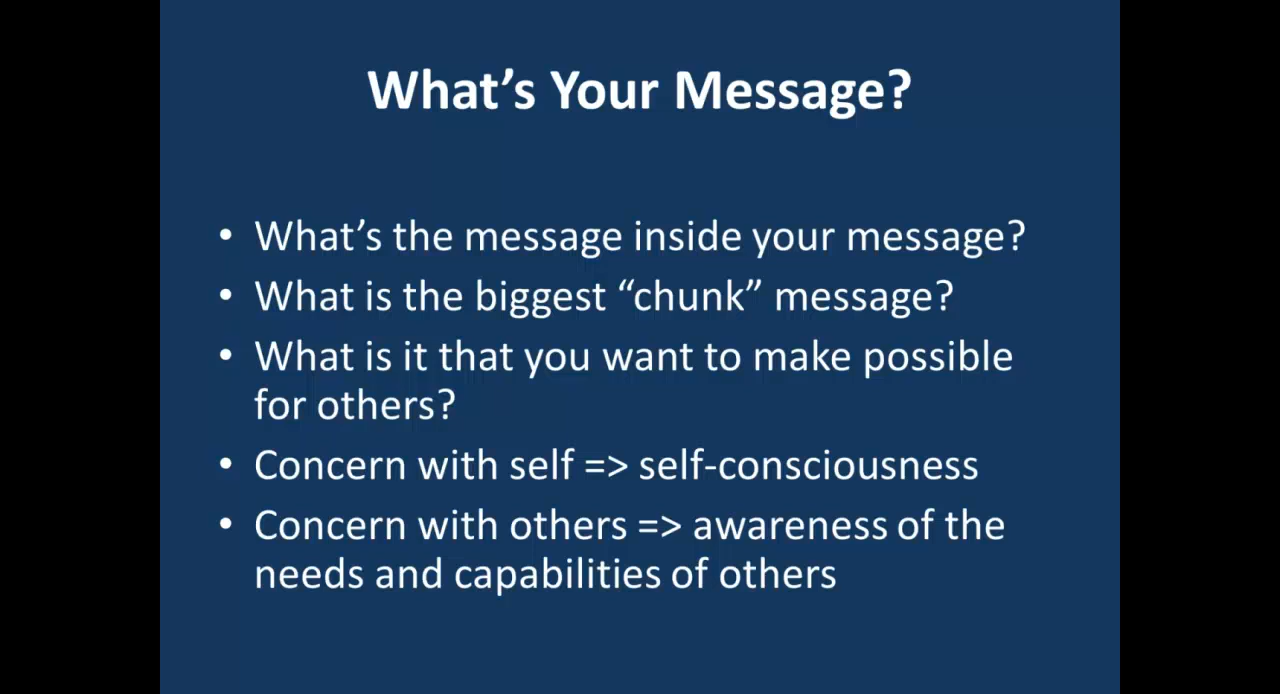 What’s Your Message?
• What’s the message inside your message?
• What is the biggest “chunk” message?
• What is it that you want to make possible
for others?
• Concern with self => self-consciousness
• Concern with others => awareness of the
needs and capabilities of others